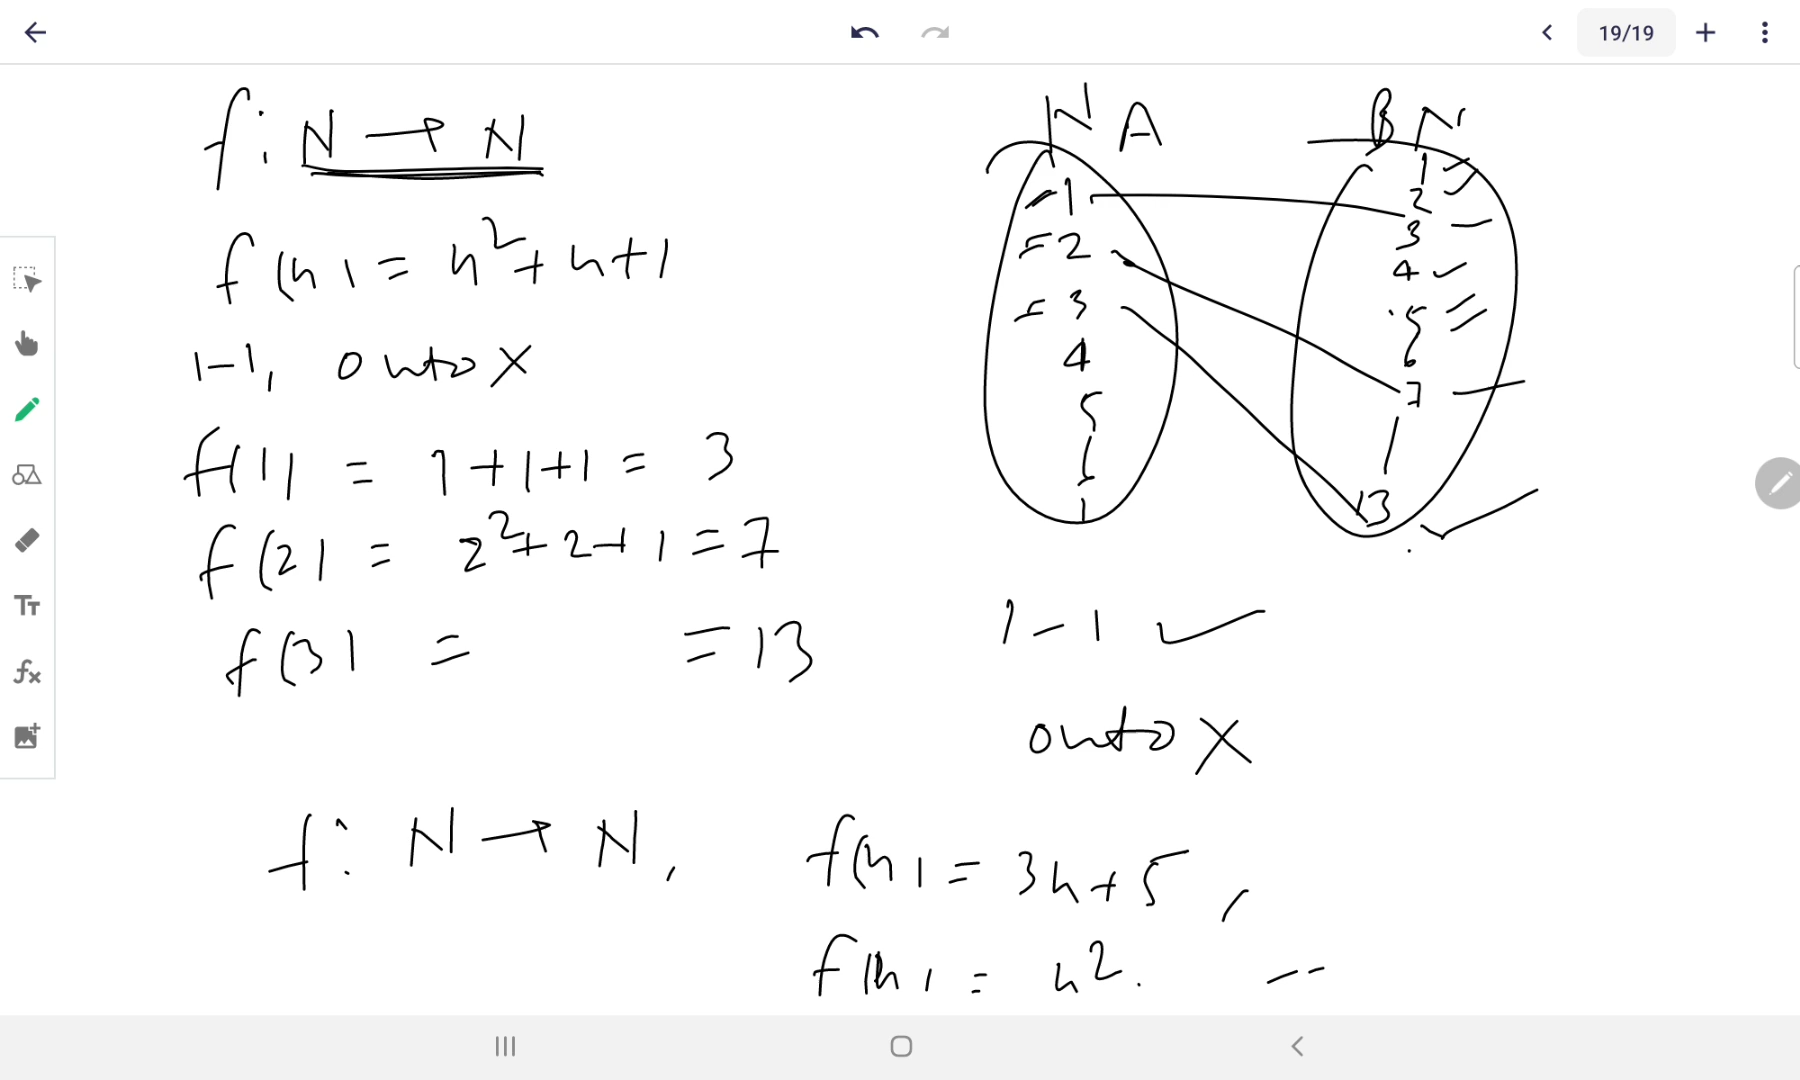 19/19
f: N → N
f(n) = n²+n+1
1-1, onto X
f(1) = 1+1+1 = 3
f(2) = 2²+2+1 = 7
f(3) = = 13
N A
1
2
3
4
5
B N
1
2
3
4
5
6
7
13
1-1 ✓
onto X
f: N → N, f(n) = 3n+5,
f(n) = n². --
Tт
fx